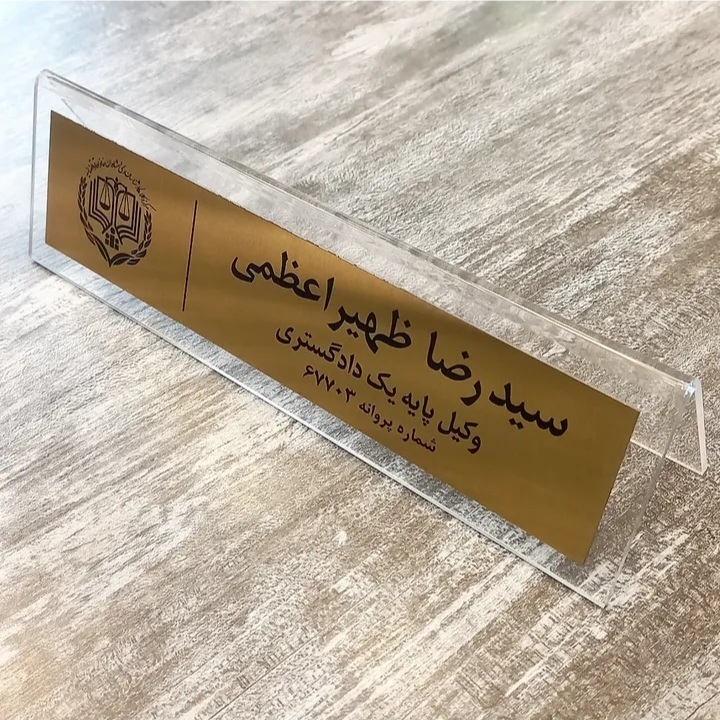 سید رضا ظهیر اعظمی
وکیل پایه یک دادگستری
شماره پروانه ۶۷۷۰۳